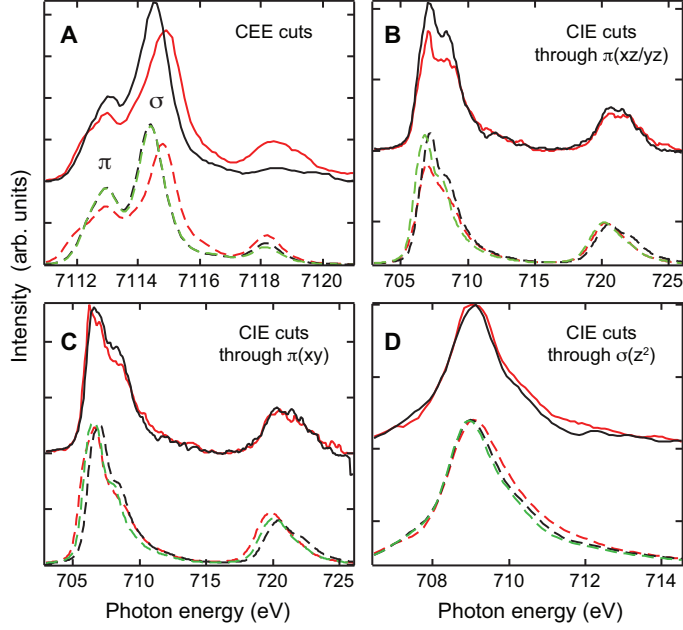 A
CEE cuts
σ
π
7112 7114 7116 7118 7120
B
CIE cuts
through π(xz/yz)
705 710 715 720 725
Intensity (arb. units)
C
CIE cuts
through π(xy)
705 710 715 720 725
Photon energy (eV)
D
CIE cuts
through σ(z²)
708 710 712 714
Photon energy (eV)